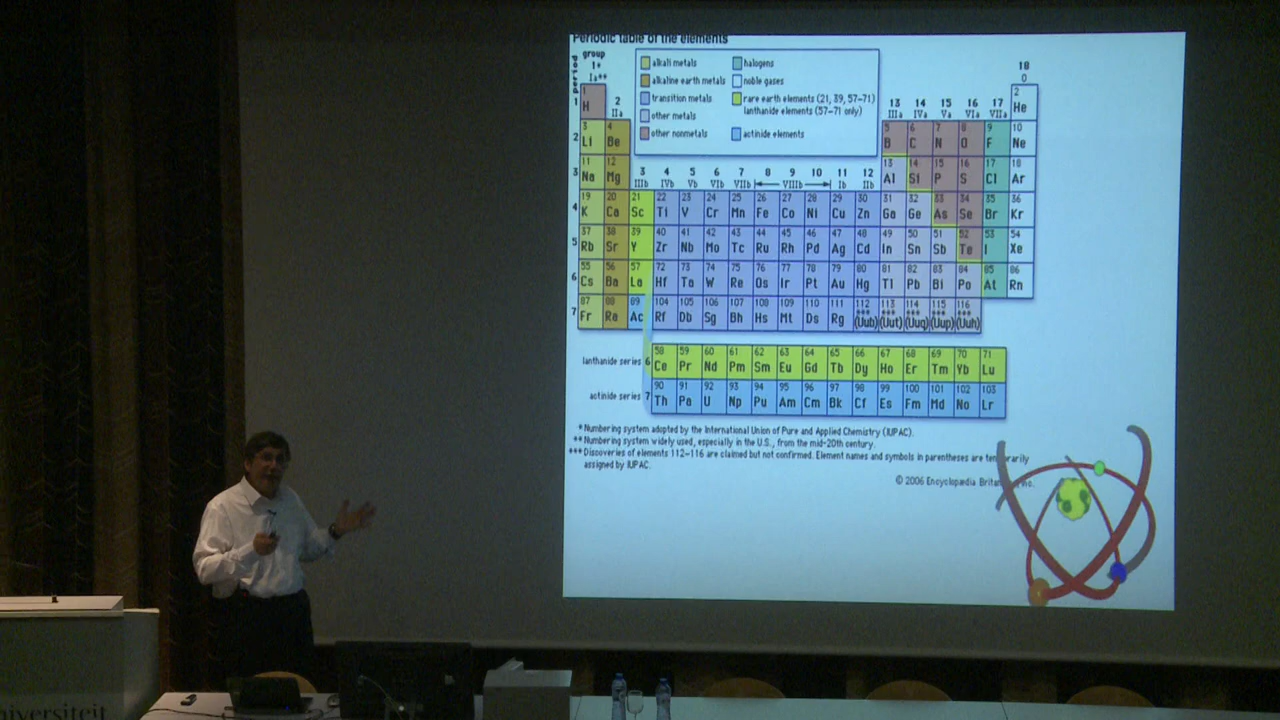 Periodic table of the elements
group
1* 18
Ia** 0
period
alkali metals halogens
alkaline earth metals noble gases
transition metals rare earth elements (21, 39, 57–71)
other metals lanthanide elements (57–71 only)
other nonmetals actinide elements
1 H 2 He
2 13 14 15 16 17
IIa IIIa IVa Va VIa VIIa
2 3 Li 4 Be 5 B 6 C 7 N 8 O 9 F 10 Ne
3 11 Na 12 Mg 13 Al 14 Si 15 P 16 S 17 Cl 18 Ar
3 4 5 6 7 8 9 10 11 12
IIIb IVb Vb VIb VIIb VIIIb Ib IIb
4 19 K 20 Ca 21 Sc 22 Ti 23 V 24 Cr 25 Mn 26 Fe 27 Co 28 Ni 29 Cu 30 Zn 31 Ga 32 Ge 33 As 34 Se 35 Br 36 Kr
5 37 Rb 38 Sr 39 Y 40 Zr 41 Nb 42 Mo 43 Tc 44 Ru 45 Rh 46 Pd 47 Ag 48 Cd 49 In 50 Sn 51 Sb 52 Te 53 I 54 Xe
6 55 Cs 56 Ba 57 La 72 Hf 73 Ta 74 W 75 Re 76 Os 77 Ir 78 Pt 79 Au 80 Hg 81 Tl 82 Pb 83 Bi 84 Po 85 At 86 Rn
7 87 Fr 88 Ra 89 Ac 104 Rf 105 Db 106 Sg 107 Bh 108 Hs 109 Mt 110 Ds 111 Rg 112 *** (Uub) 113 *** (Uut) 114 *** (Uuq) 115 *** (Uup) 116 *** (Uuh)
lanthanide series 6 58 Ce 59 Pr 60 Nd 61 Pm 62 Sm 63 Eu 64 Gd 65 Tb 66 Dy 67 Ho 68 Er 69 Tm 70 Yb 71 Lu
actinide series 7 90 Th 91 Pa 92 U 93 Np 94 Pu 95 Am 96 Cm 97 Bk 98 Cf 99 Es 100 Fm 101 Md 102 No 103 Lr
* Numbering system adopted by the International Union of Pure and Applied Chemistry (IUPAC).
** Numbering system widely used, especially in the U.S., from the mid-20th century.
*** Discoveries of elements 112–116 are claimed but not confirmed. Element names and symbols in parentheses are temporarily
assigned by IUPAC.
© 2006 Encyclopædia Britannica, Inc.
niversiteit